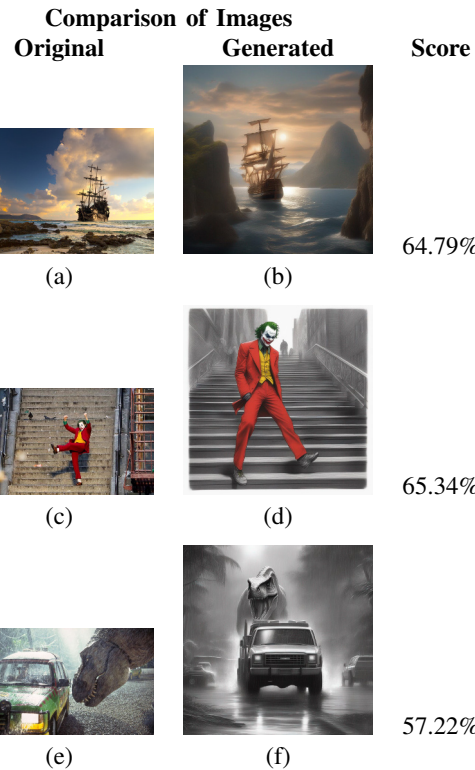 Comparison of Images
Original Generated Score
64.79%
(a) (b)
65.34%
(c) (d)
57.22%
(e) (f)